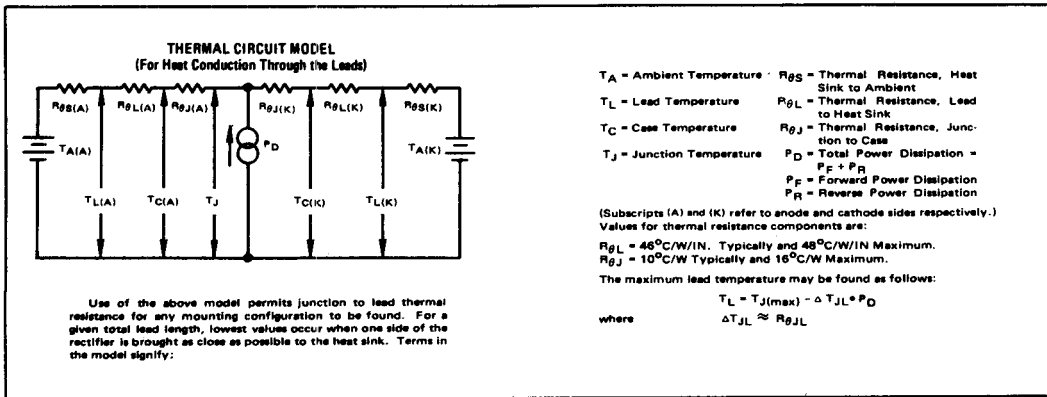 THERMAL CIRCUIT MODEL
(For Heat Conduction Through the Leads)
RθS(A) RθL(A) RθJ(A) RθJ(K) RθL(K) RθS(K)
TA(A) PD TA(K)
TL(A) TC(A) TJ TC(K) TL(K)
Use of the above model permits junction to lead thermal
resistance for any mounting configuration to be found. For a
given total lead length, lowest values occur when one side of the
rectifier is brought as close as possible to the heat sink. Terms in
the model signify:
TA = Ambient Temperature RθS = Thermal Resistance, Heat
Sink to Ambient
TL = Lead Temperature RθL = Thermal Resistance, Lead
to Heat Sink
TC = Case Temperature RθJ = Thermal Resistance, Junc-
tion to Case
TJ = Junction Temperature PD = Total Power Dissipation =
PF + PR
PF = Forward Power Dissipation
PR = Reverse Power Dissipation
(Subscripts (A) and (K) refer to anode and cathode sides respectively.)
Values for thermal resistance components are:
RθL = 46°C/W/IN. Typically and 48°C/W/IN Maximum.
RθJ = 10°C/W Typically and 16°C/W Maximum.
The maximum lead temperature may be found as follows:
TL = TJ(max) - Δ TJL • PD
where ΔTJL ≈ RθJL